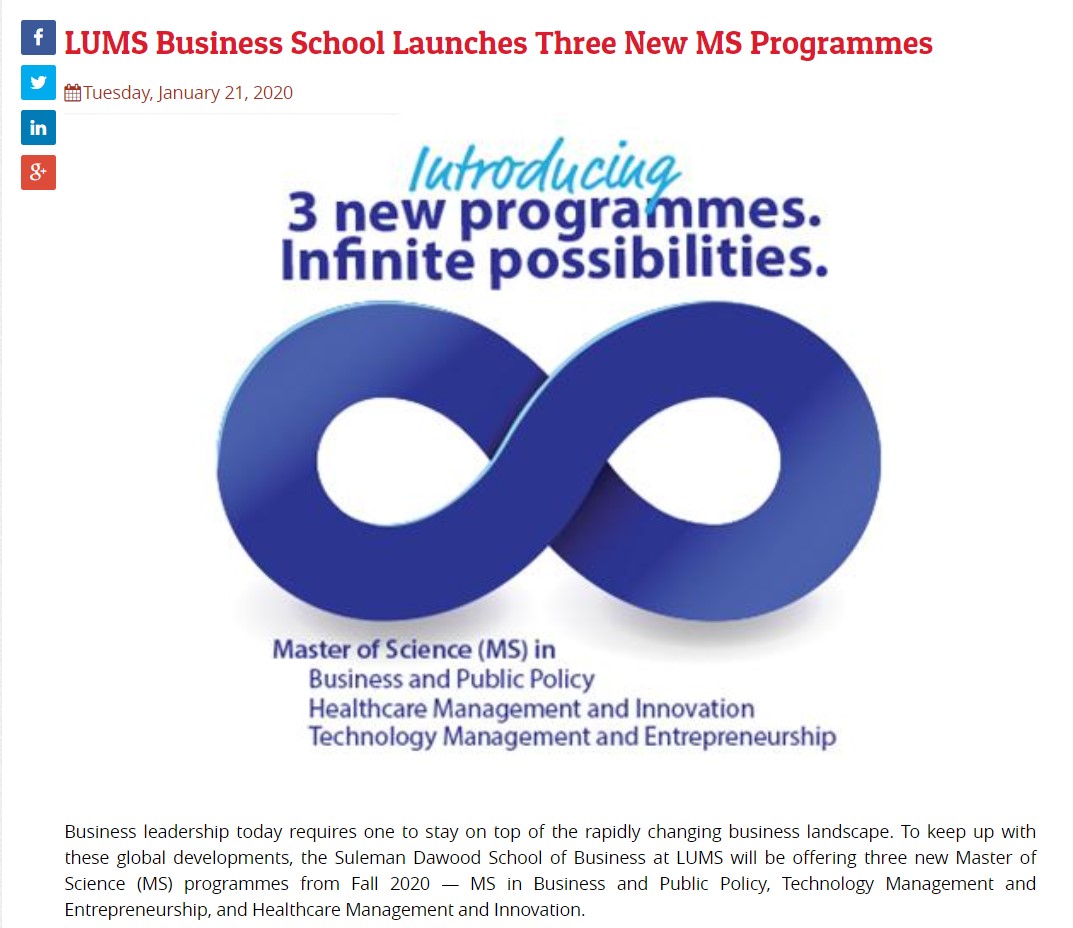 LUMS Business School Launches Three New MS Programmes
Tuesday, January 21, 2020
Introducing
3 new programmes.
Infinite possibilities.
Master of Science (MS) in
Business and Public Policy
Healthcare Management and Innovation
Technology Management and Entrepreneurship
Business leadership today requires one to stay on top of the rapidly changing business landscape. To keep up with
these global developments, the Suleman Dawood School of Business at LUMS will be offering three new Master of
Science (MS) programmes from Fall 2020 — MS in Business and Public Policy, Technology Management and
Entrepreneurship, and Healthcare Management and Innovation.